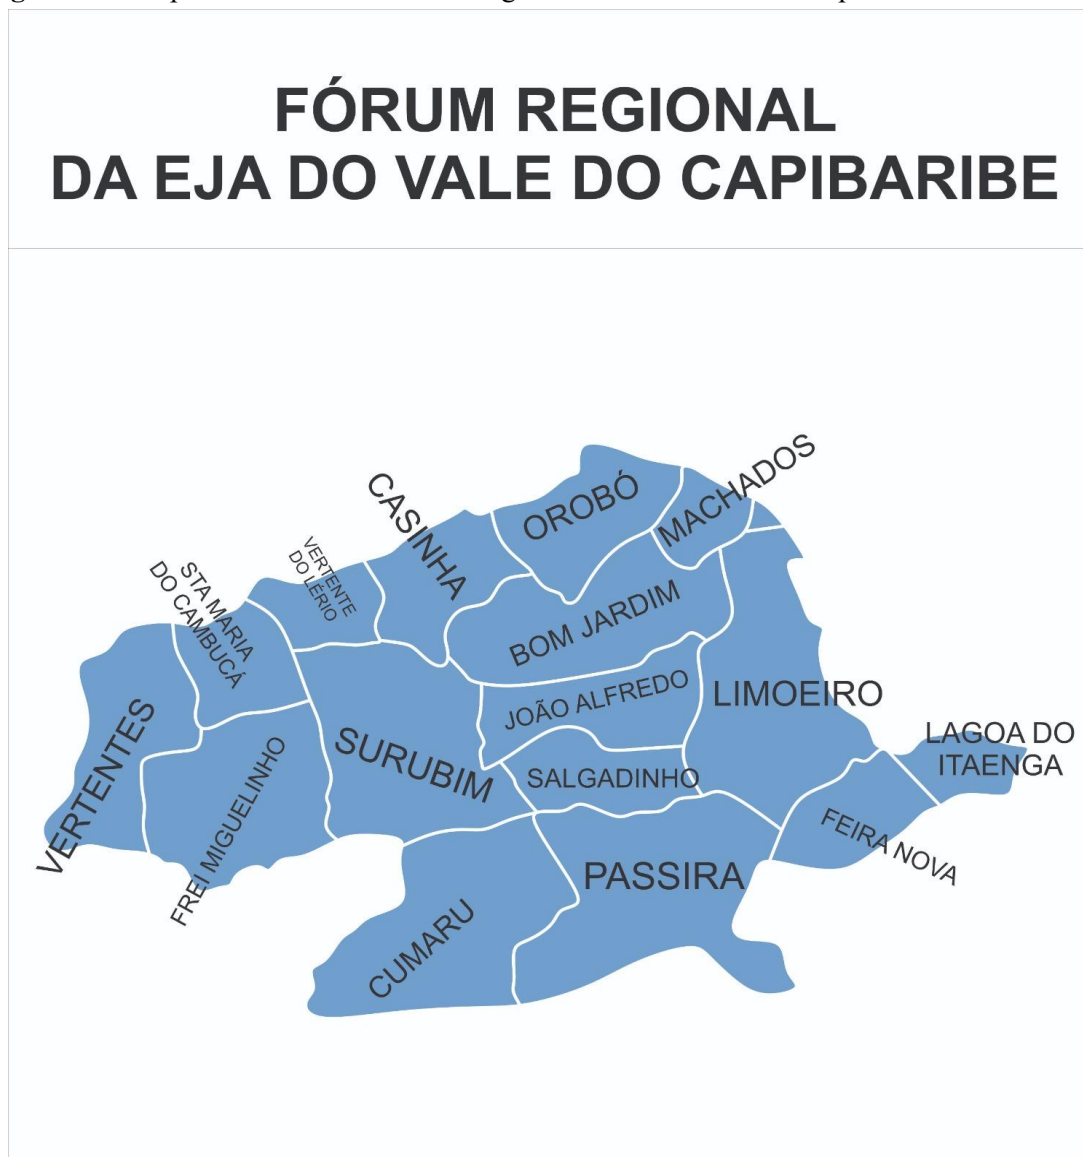 FÓRUM REGIONAL
DA EJA DO VALE DO CAPIBARIBE
OROBÓ
MACHADOS
CASINHA
VERTENTE
DO LÉRIO
STA MARIA
DO CAMBUCÁ
BOM JARDIM
JOÃO ALFREDO
LIMOEIRO
VERTENTES
SURUBIM
SALGADINHO
LAGOA DO
ITAENGA
FREI MIGUELINHO
FEIRA NOVA
PASSIRA
CUMARU